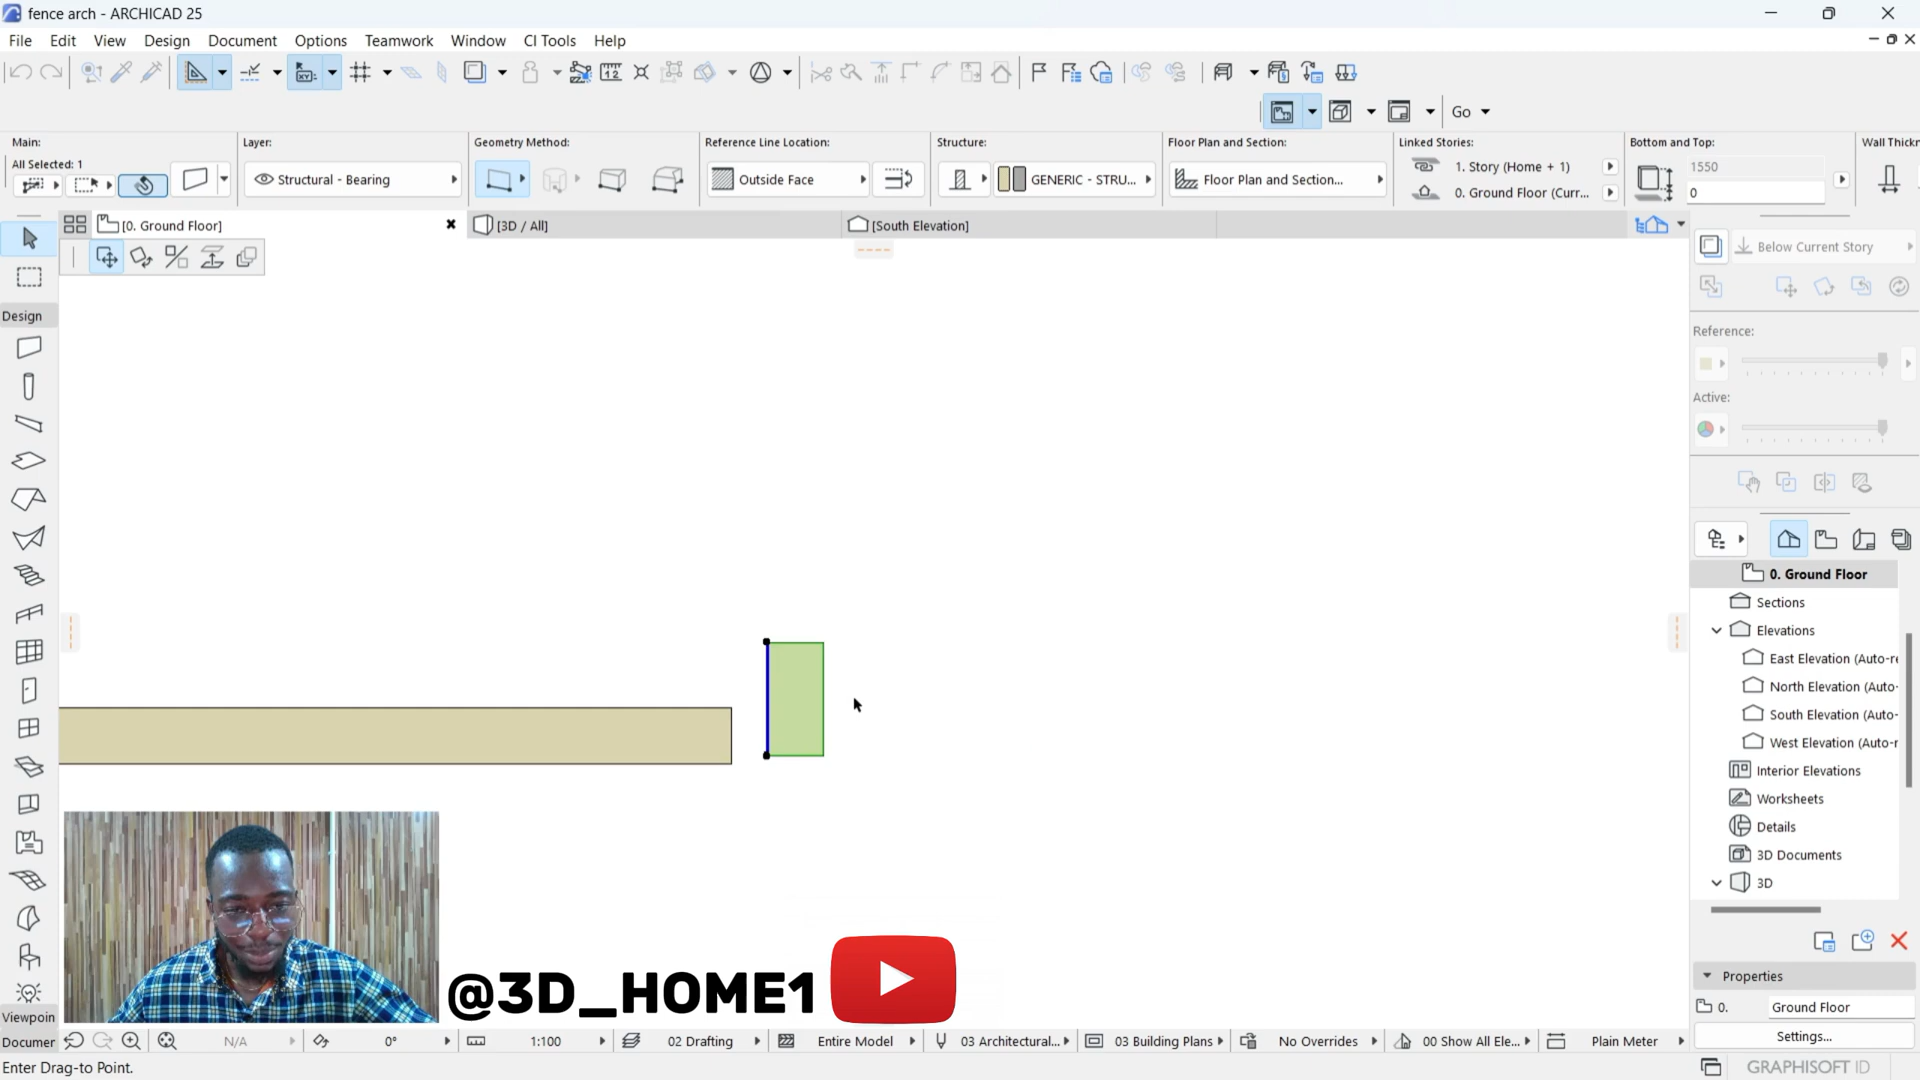 fence arch - ARCHICAD 25
File Edit View Design Document Options Teamwork Window CI Tools Help
Go
Main:
All Selected: 1
Layer:
Structural - Bearing
Geometry Method:
Reference Line Location:
Outside Face
Structure:
GENERIC - STRU...
Floor Plan and Section:
Floor Plan and Section...
Linked Stories:
1. Story (Home + 1)
0. Ground Floor (Curr...
Bottom and Top:
1550
0
Wall Thickn
[0. Ground Floor]
[3D / All]
[South Elevation]
Design
Viewpoin
Documer
Below Current Story
Reference:
Active:
0. Ground Floor
Sections
Elevations
East Elevation (Auto-re
North Elevation (Auto-
South Elevation (Auto-
West Elevation (Auto-r
Interior Elevations
Worksheets
Details
3D Documents
3D
Properties
0. Ground Floor
Settings...
@3D_HOME1
N/A 0° 1:100 02 Drafting Entire Model 03 Architectural... 03 Building Plans No Overrides 00 Show All Ele... Plain Meter
Enter Drag-to Point.
GRAPHISOFT ID